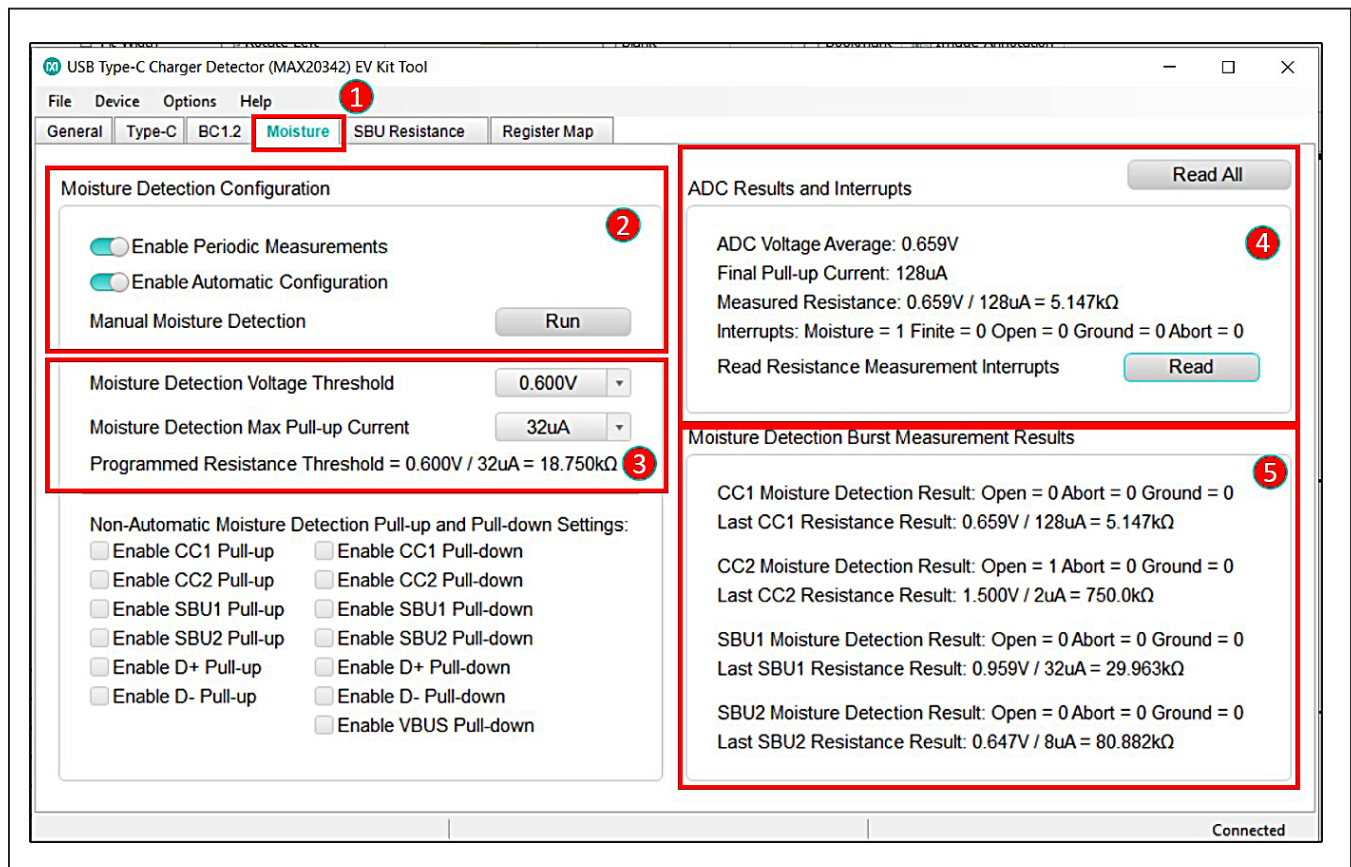 USB Type-C Charger Detector (MAX20342) EV Kit Tool
File Device Options Help
1
General Type-C BC1.2 Moisture SBU Resistance Register Map
Moisture Detection Configuration
2
Enable Periodic Measurements
Enable Automatic Configuration
Manual Moisture Detection Run
Moisture Detection Voltage Threshold 0.600V
Moisture Detection Max Pull-up Current 32uA
Programmed Resistance Threshold = 0.600V / 32uA = 18.750kΩ 3
Non-Automatic Moisture Detection Pull-up and Pull-down Settings:
Enable CC1 Pull-up Enable CC1 Pull-down
Enable CC2 Pull-up Enable CC2 Pull-down
Enable SBU1 Pull-up Enable SBU1 Pull-down
Enable SBU2 Pull-up Enable SBU2 Pull-down
Enable D+ Pull-up Enable D+ Pull-down
Enable D- Pull-up Enable D- Pull-down
Enable VBUS Pull-down
ADC Results and Interrupts Read All
4
ADC Voltage Average: 0.659V
Final Pull-up Current: 128uA
Measured Resistance: 0.659V / 128uA = 5.147kΩ
Interrupts: Moisture = 1 Finite = 0 Open = 0 Ground = 0 Abort = 0
Read Resistance Measurement Interrupts Read
Moisture Detection Burst Measurement Results
5
CC1 Moisture Detection Result: Open = 0 Abort = 0 Ground = 0
Last CC1 Resistance Result: 0.659V / 128uA = 5.147kΩ
CC2 Moisture Detection Result: Open = 1 Abort = 0 Ground = 0
Last CC2 Resistance Result: 1.500V / 2uA = 750.0kΩ
SBU1 Moisture Detection Result: Open = 0 Abort = 0 Ground = 0
Last SBU1 Resistance Result: 0.959V / 32uA = 29.963kΩ
SBU2 Moisture Detection Result: Open = 0 Abort = 0 Ground = 0
Last SBU2 Resistance Result: 0.647V / 8uA = 80.882kΩ
Connected